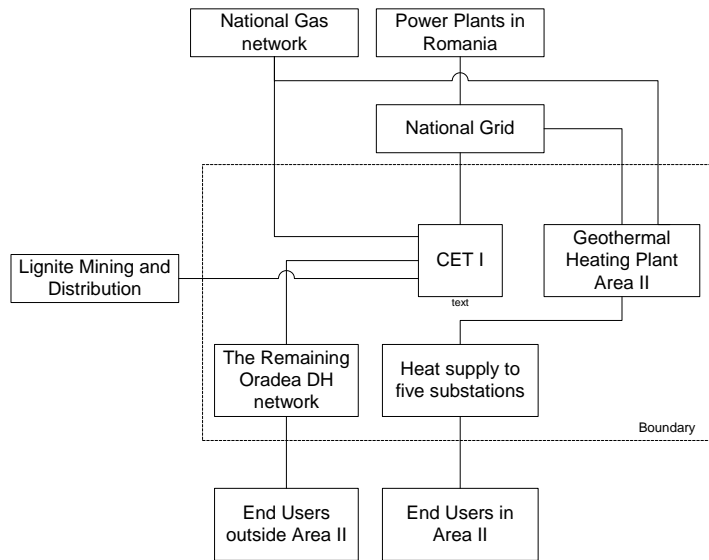 National Gas
network
Power Plants in
Romania
National Grid
Lignite Mining and
Distribution
CET I
text
Geothermal
Heating Plant
Area II
The Remaining
Oradea DH
network
Heat supply to
five substations
Boundary
End Users
outside Area II
End Users in
Area II